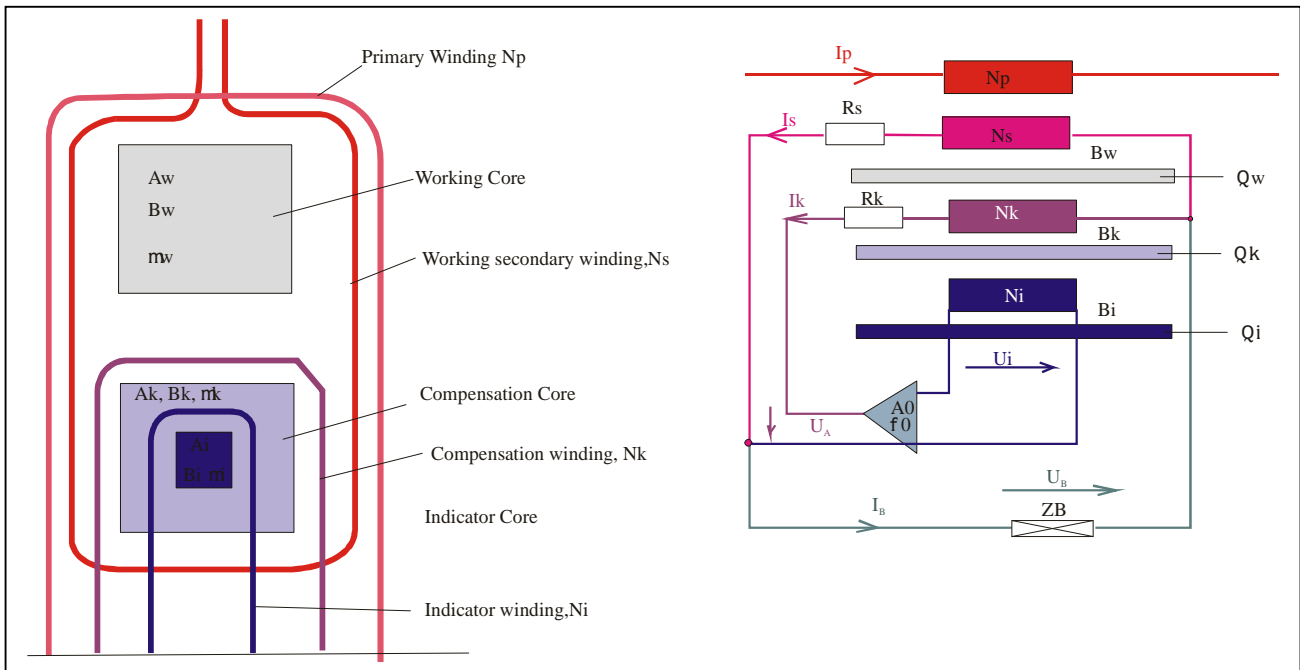 Primary Winding Np
Aw
Bw
mw
Working Core
Working secondary winding,Ns
Ak, Bk, mk
Compensation Core
Ai
Bi mi
Compensation winding, Nk
Indicator Core
Indicator winding,Ni
Ip
Np
Is
Rs
Ns
Bw
Qw
Ik
Rk
Nk
Bk
Qk
Ni
Bi
Qi
Ui
A0
f0
UA
UB
IB
ZB